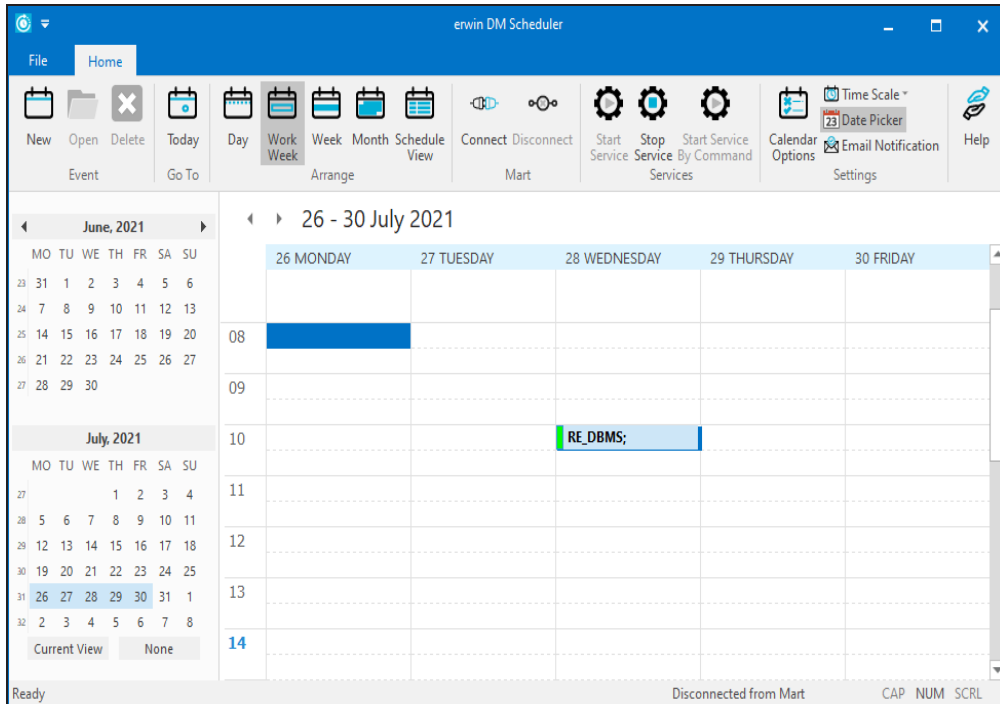 erwin DM Scheduler
File Home
New Open Delete Today Day Work Week Week Month Schedule View Connect Disconnect Start Service Stop Service Start Service By Command Calendar Options Time Scale Date Picker 23 Email Notification Help
Event Go To Arrange Mart Services Settings
June, 2021
MO TU WE TH FR SA SU
23 31 1 2 3 4 5 6
24 7 8 9 10 11 12 13
25 14 15 16 17 18 19 20
26 21 22 23 24 25 26 27
27 28 29 30
July, 2021
MO TU WE TH FR SA SU
27 1 2 3 4
28 5 6 7 8 9 10 11
29 12 13 14 15 16 17 18
30 19 20 21 22 23 24 25
31 26 27 28 29 30 31 1
32 2 3 4 5 6 7 8
Current View None
26 - 30 July 2021
26 MONDAY 27 TUESDAY 28 WEDNESDAY 29 THURSDAY 30 FRIDAY
08
09
10 RE_DBMS;
11
12
13
14
Ready Disconnected from Mart CAP NUM SCRL